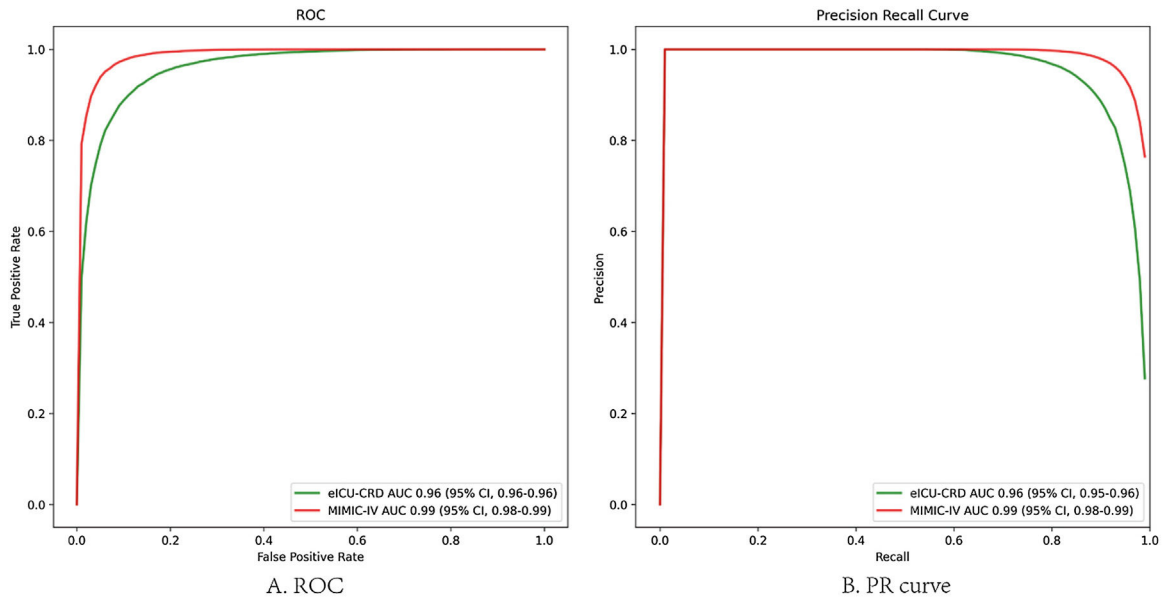 ROC
True Positive Rate
1.0
0.8
0.6
0.4
0.2
0.0
0.0 0.2 0.4 0.6 0.8 1.0
False Positive Rate
eICU-CRD AUC 0.96 (95% CI, 0.96-0.96)
MIMIC-IV AUC 0.99 (95% CI, 0.98-0.99)
A. ROC
Precision Recall Curve
Precision
1.0
0.8
0.6
0.4
0.2
0.0
0.0 0.2 0.4 0.6 0.8 1.0
Recall
eICU-CRD AUC 0.96 (95% CI, 0.95-0.96)
MIMIC-IV AUC 0.99 (95% CI, 0.98-0.99)
B. PR curve